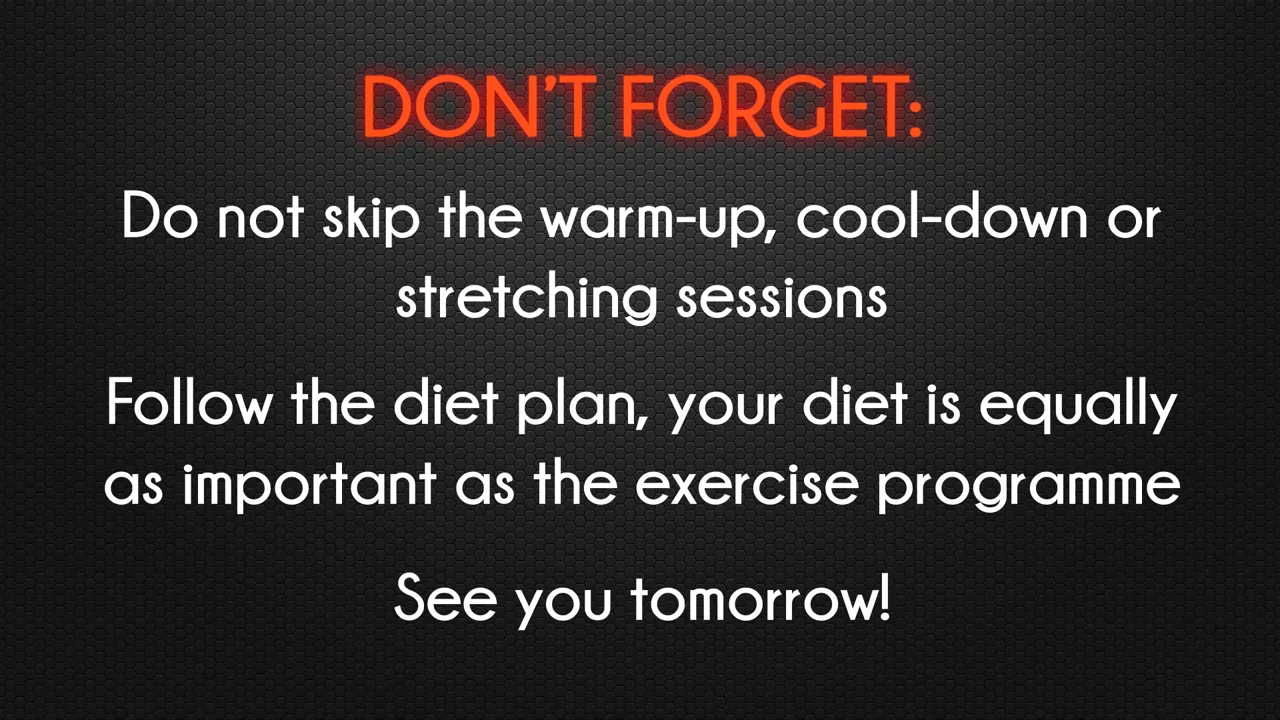 DON'T FORGET:
Do not skip the warm-up, cool-down or
stretching sessions
Follow the diet plan, your diet is equally
as important as the exercise programme
See you tomorrow!